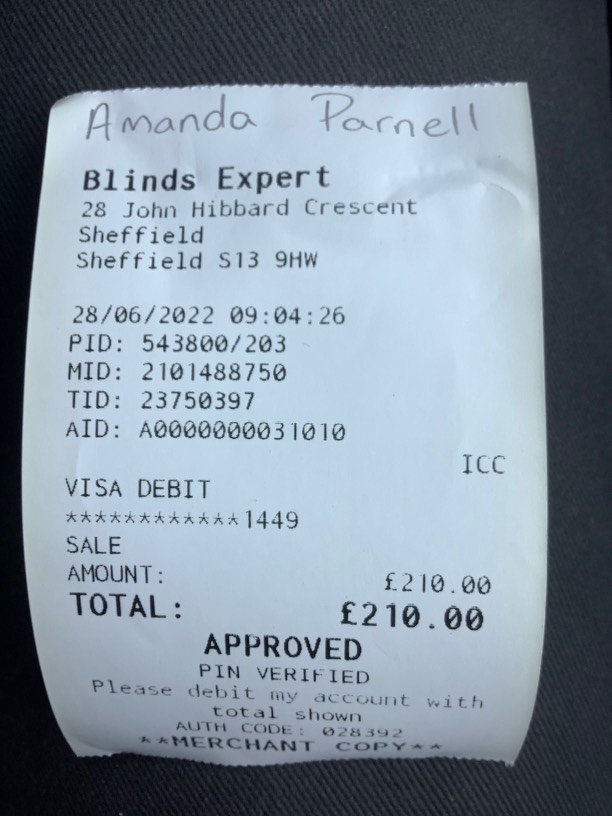 Amanda Parnell
Blinds Expert
28 John Hibbard Crescent
Sheffield
Sheffield S13 9HW
28/06/2022 09:04:26
PID: 543800/203
MID: 2101488750
TID: 23750397
AID: A0000000031010
ICC
VISA DEBIT
************1449
SALE
AMOUNT: £210.00
TOTAL: £210.00
APPROVED
PIN VERIFIED
Please debit my account with
total shown
AUTH CODE: 028392
**MERCHANT COPY**